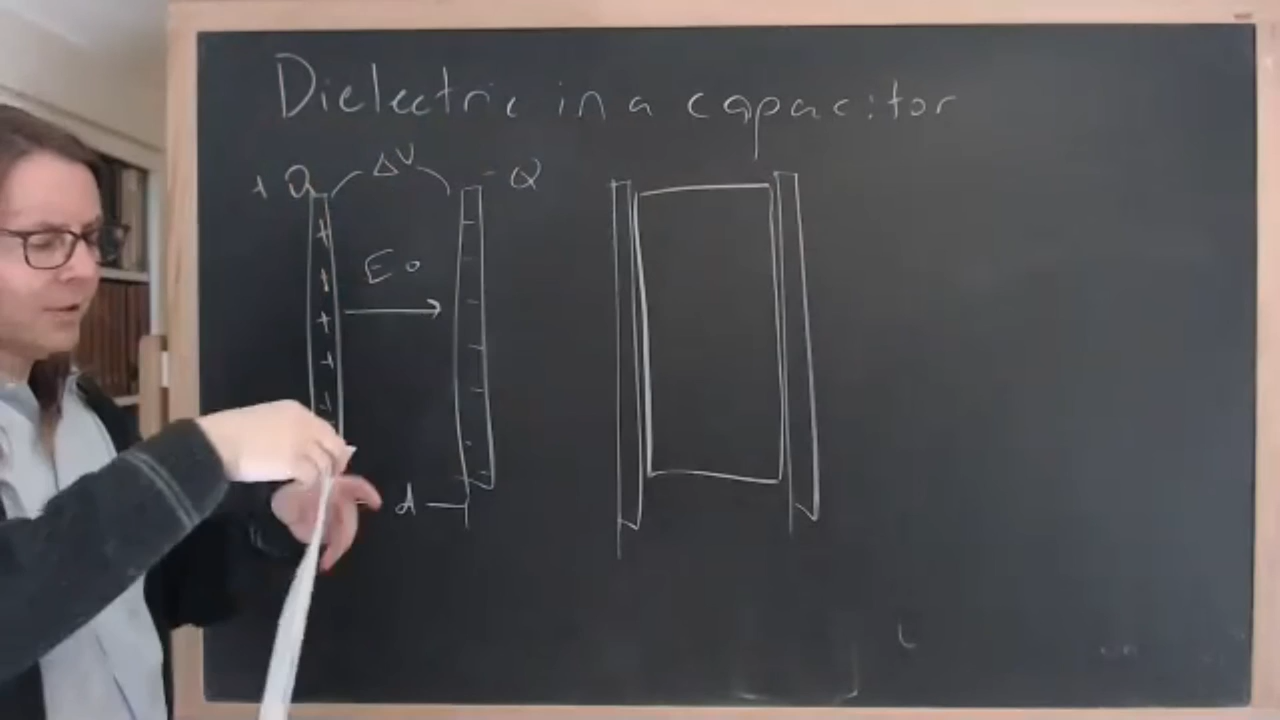 Dielectric in a capacitor
+Q ΔV -Q
+
+ E₀
+
+
+
d